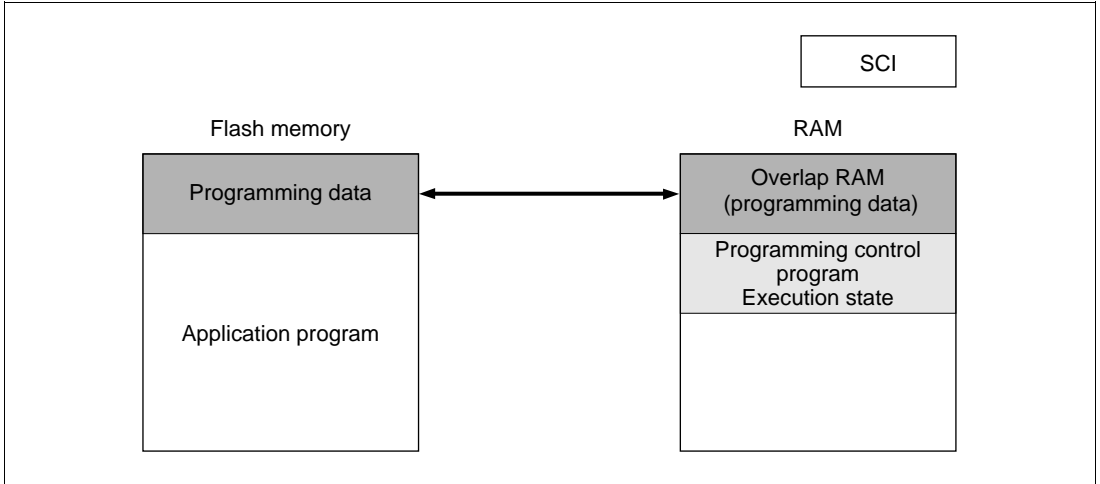 SCI
Flash memory
RAM
Programming data
Overlap RAM
(programming data)
Programming control
program
Execution state
Application program